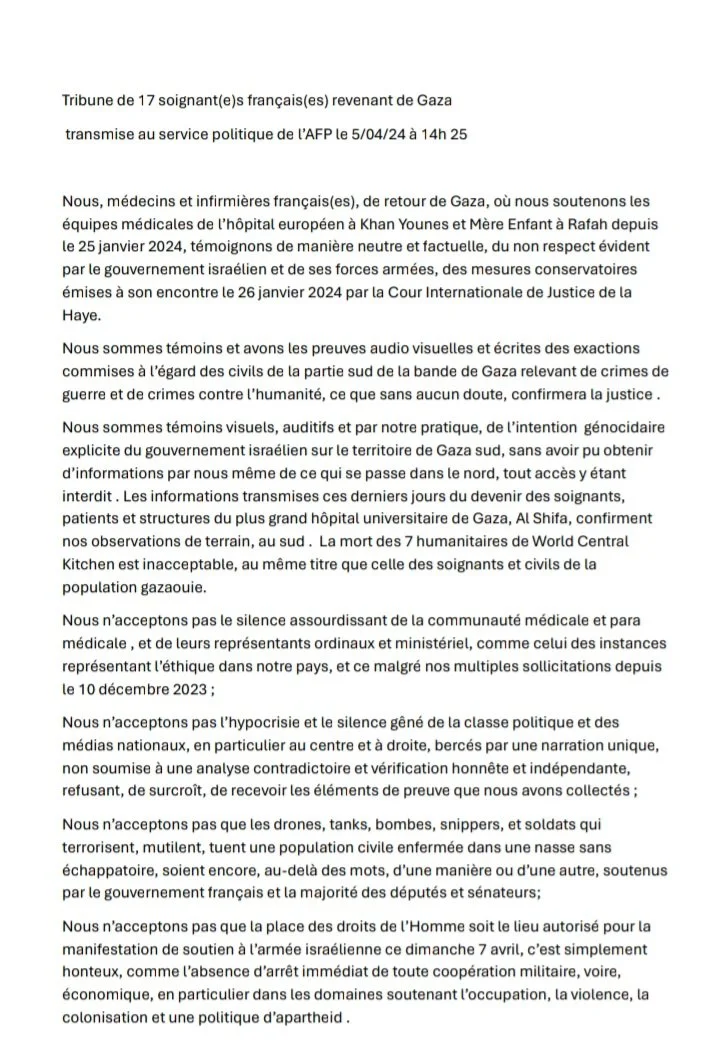 Tribune de 17 soignant(e)s français(es) revenant de Gaza
transmise au service politique de l'AFP le 5/04/24 à 14h 25
Nous, médecins et infirmières français(es), de retour de Gaza, où nous soutenons les
équipes médicales de l'hôpital européen à Khan Younes et Mère Enfant à Rafah depuis
le 25 janvier 2024, témoignons de manière neutre et factuelle, du non respect évident
par le gouvernement israélien et de ses forces armées, des mesures conservatoires
émises à son encontre le 26 janvier 2024 par la Cour Internationale de Justice de la
Haye.
Nous sommes témoins et avons les preuves audio visuelles et écrites des exactions
commises à l'égard des civils de la partie sud de la bande de Gaza relevant de crimes de
guerre et de crimes contre l'humanité, ce que sans aucun doute, confirmera la justice .
Nous sommes témoins visuels, auditifs et par notre pratique, de l'intention génocidaire
explicite du gouvernement israélien sur le territoire de Gaza sud, sans avoir pu obtenir
d'informations par nous même de ce qui se passe dans le nord, tout accès y étant
interdit . Les informations transmises ces derniers jours du devenir des soignants,
patients et structures du plus grand hôpital universitaire de Gaza, Al Shifa, confirment
nos observations de terrain, au sud . La mort des 7 humanitaires de World Central
Kitchen est inacceptable, au même titre que celle des soignants et civils de la
population gazaouie.
Nous n'acceptons pas le silence assourdissant de la communauté médicale et para
médicale , et de leurs représentants ordinaux et ministériel, comme celui des instances
représentant l'éthique dans notre pays, et ce malgré nos multiples sollicitations depuis
le 10 décembre 2023 ;
Nous n'acceptons pas l'hypocrisie et le silence gêné de la classe politique et des
médias nationaux, en particulier au centre et à droite, bercés par une narration unique,
non soumise à une analyse contradictoire et vérification honnête et indépendante,
refusant, de surcroît, de recevoir les éléments de preuve que nous avons collectés ;
Nous n'acceptons pas que les drones, tanks, bombes, snippers, et soldats qui
terrorisent, mutilent, tuent une population civile enfermée dans une nasse sans
échappatoire, soient encore, au-delà des mots, d'une manière ou d'une autre, soutenus
par le gouvernement français et la majorité des députés et sénateurs;
Nous n'acceptons pas que la place des droits de l'Homme soit le lieu autorisé pour la
manifestation de soutien à l'armée israélienne ce dimanche 7 avril, c'est simplement
honteux, comme l'absence d'arrêt immédiat de toute coopération militaire, voire,
économique, en particulier dans les domaines soutenant l'occupation, la violence, la
colonisation et une politique d'apartheid .